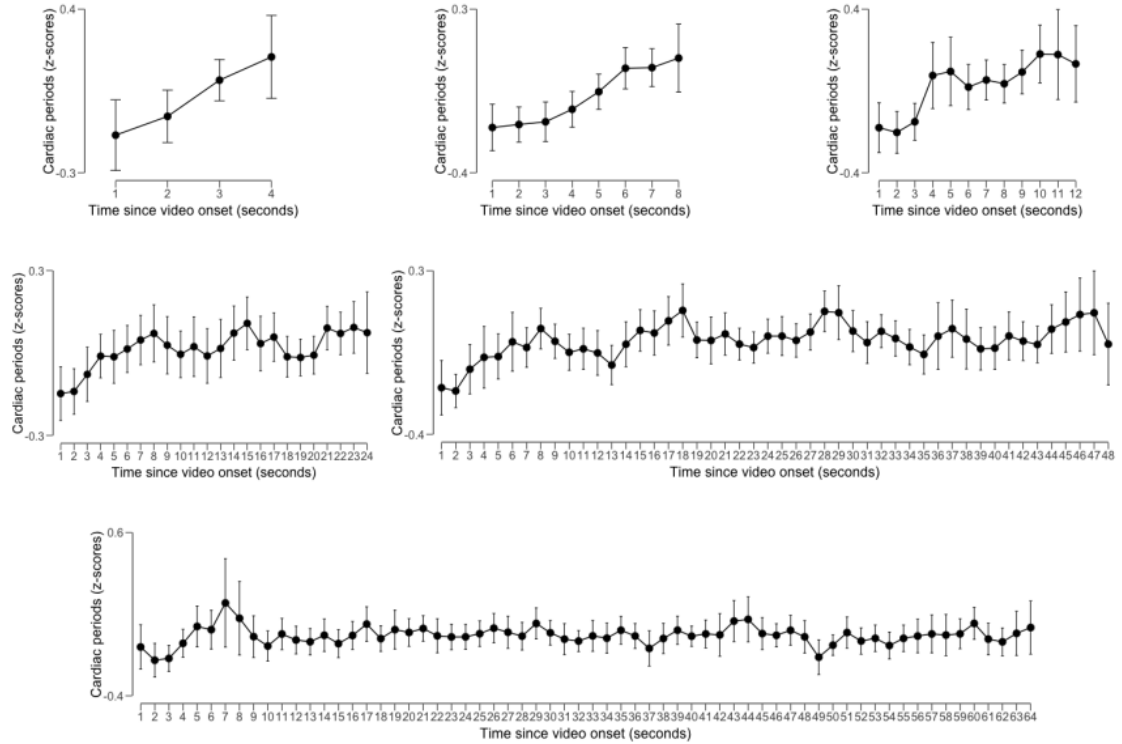 Cardiac periods (z-scores)
0.4
-0.3
1 2 3 4
Time since video onset (seconds)
Cardiac periods (z-scores)
0.3
-0.4
1 2 3 4 5 6 7 8
Time since video onset (seconds)
Cardiac periods (z-scores)
0.4
-0.4
1 2 3 4 5 6 7 8 9 10 11 12
Time since video onset (seconds)
Cardiac periods (z-scores)
0.3
-0.3
1 2 3 4 5 6 7 8 9 10 11 12 13 14 15 16 17 18 19 20 21 22 23 24
Time since video onset (seconds)
Cardiac periods (z-scores)
0.3
-0.4
1 2 3 4 5 6 7 8 9 10 11 12 13 14 15 16 17 18 19 20 21 22 23 24 25 26 27 28 29 30 31 32 33 34 35 36 37 38 39 40 41 42 43 44 45 46 47 48
Time since video onset (seconds)
Cardiac periods (z-scores)
0.6
-0.4
1 2 3 4 5 6 7 8 9 10 11 12 13 14 15 16 17 18 19 20 21 22 23 24 25 26 27 28 29 30 31 32 33 34 35 36 37 38 39 40 41 42 43 44 45 46 47 48 49 50 51 52 53 54 55 56 57 58 59 60 61 62 63 64
Time since video onset (seconds)